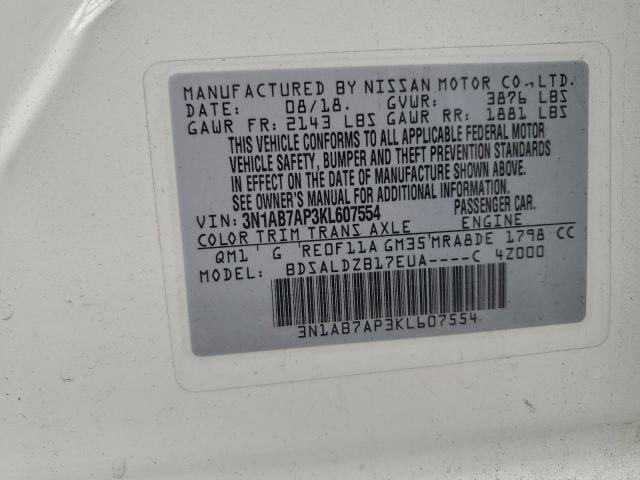 MANUFACTURED BY NISSAN MOTOR CO., LTD.
DATE: 08/18. GVWR: 3876 LBS
GAWR FR: 2143 LBS GAWR RR: 1881 LBS
THIS VEHICLE CONFORMS TO ALL APPLICABLE FEDERAL MOTOR
VEHICLE SAFETY, BUMPER AND THEFT PREVENTION STANDARDS
IN EFFECT ON THE DATE OF MANUFACTURE SHOWN ABOVE.
SEE OWNER'S MANUAL FOR ADDITIONAL INFORMATION.
VIN: 3N1AB7AP3KL607554 PASSENGER CAR.
COLOR TRIM TRANS AXLE ENGINE
QM1 G RE0F11A GM35 MRA8DE 1798 CC
MODEL: BDSALDZB17EUA----C 4Z000
3N1AB7AP3KL607554